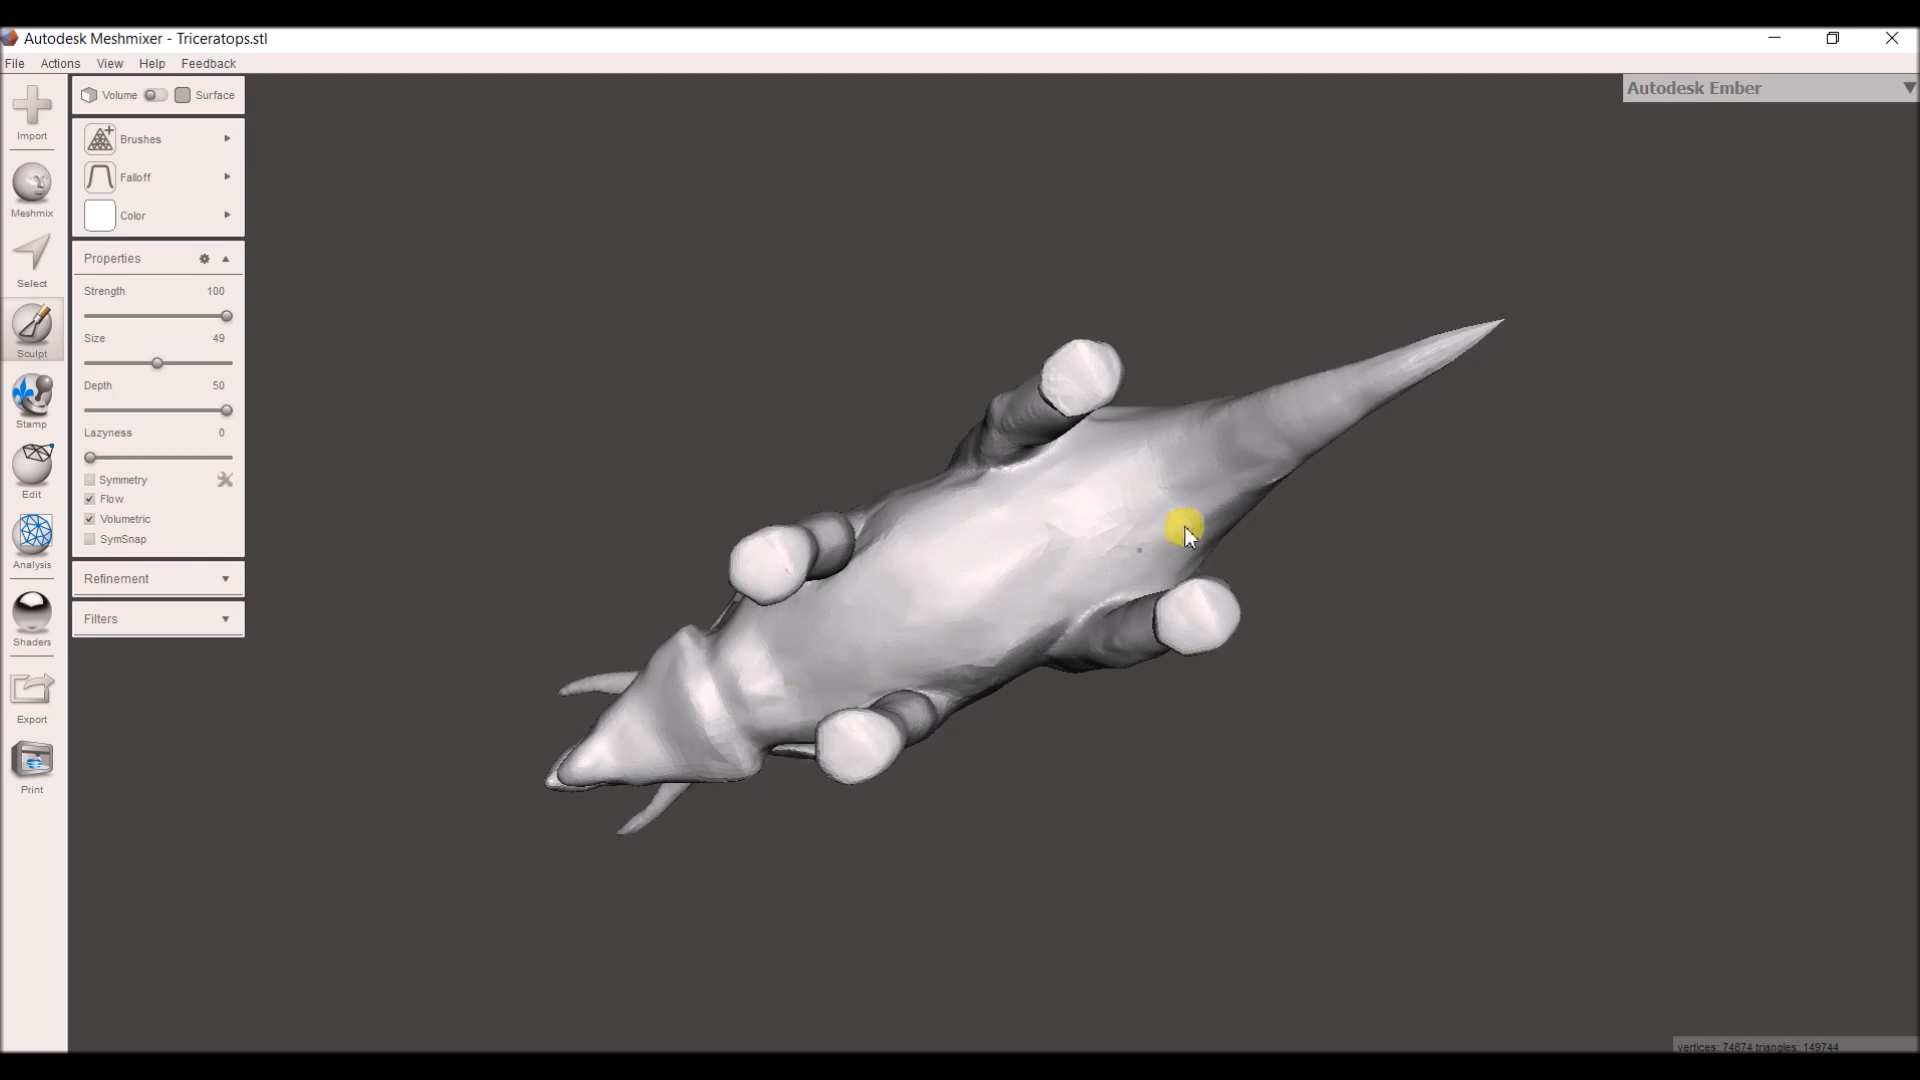 Autodesk Meshmixer - Triceratops.stl
File Actions View Help Feedback
Autodesk Ember
Import
Meshmix
Select
Sculpt
Stamp
Edit
Analysis
Shaders
Export
Print
Volume Surface
Brushes
Falloff
Color
Properties
Strength 100
Size 49
Depth 50
Lazyness 0
Symmetry
Flow
Volumetric
SymSnap
Refinement
Filters
vertices: 74874 triangles: 149744